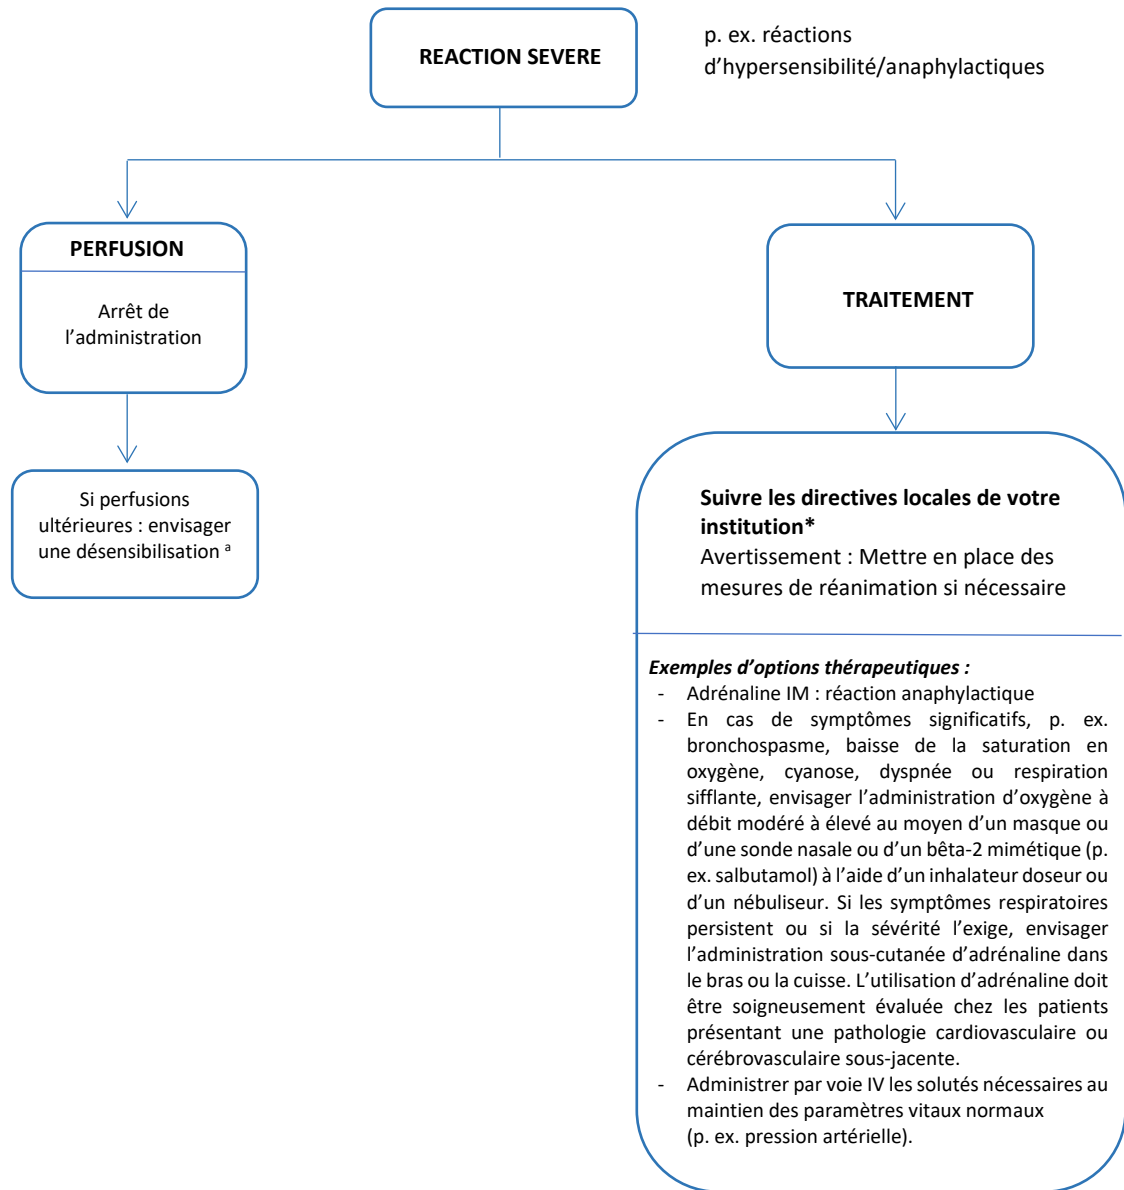 REACTION SEVERE
p. ex. réactions
d’hypersensibilité/anaphylactiques
PERFUSION
Arrêt de
l’administration
Si perfusions
ultérieures : envisager
une désensibilisation ᵃ
TRAITEMENT
Suivre les directives locales de votre
institution*
Avertissement : Mettre en place des
mesures de réanimation si nécessaire
Exemples d’options thérapeutiques :
- Adrénaline IM : réaction anaphylactique
- En cas de symptômes significatifs, p. ex.
bronchospasme, baisse de la saturation en
oxygène, cyanose, dyspnée ou respiration
sifflante, envisager l’administration d’oxygène à
débit modéré à élevé au moyen d’un masque ou
d’une sonde nasale ou d’un bêta-2 mimétique (p.
ex. salbutamol) à l’aide d’un inhalateur doseur ou
d’un nébuliseur. Si les symptômes respiratoires
persistent ou si la sévérité l’exige, envisager
l’administration sous-cutanée d’adrénaline dans
le bras ou la cuisse. L’utilisation d’adrénaline doit
être soigneusement évaluée chez les patients
présentant une pathologie cardiovasculaire ou
cérébrovasculaire sous-jacente.
- Administrer par voie IV les solutés nécessaires au
maintien des paramètres vitaux normaux
(p. ex. pression artérielle).